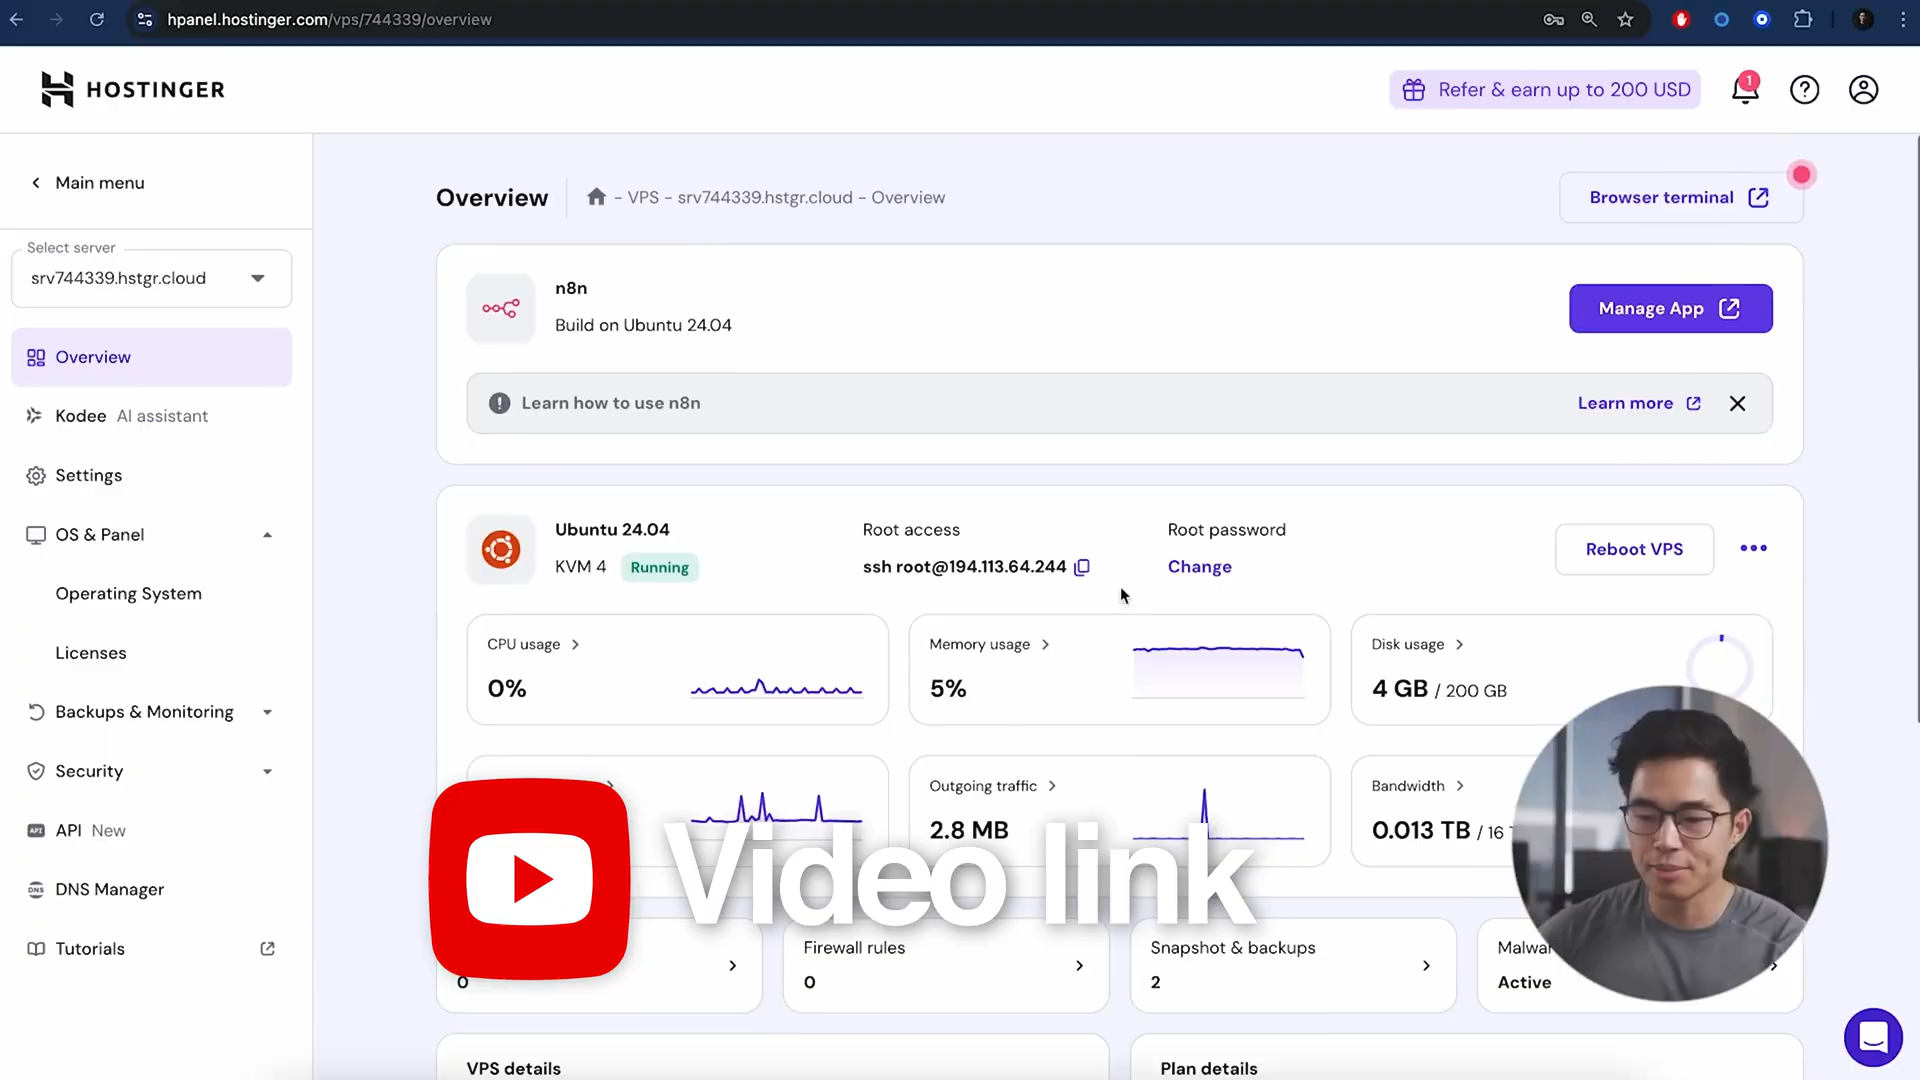 hpanel.hostinger.com/vps/744339/overview
HOSTINGER
Refer & earn up to 200 USD
1
Main menu
Select server
srv744339.hstgr.cloud
Overview
Kodee AI assistant
Settings
OS & Panel
Operating System
Licenses
Backups & Monitoring
Security
API New
DNS Manager
Tutorials
Overview
- VPS - srv744339.hstgr.cloud - Overview
Browser terminal
n8n
Build on Ubuntu 24.04
Manage App
Learn how to use n8n
Learn more
Ubuntu 24.04
KVM 4 Running
Root access
ssh root@194.113.64.244
Root password
Change
Reboot VPS
CPU usage
0%
Memory usage
5%
Disk usage
4 GB / 200 GB
Outgoing traffic
2.8 MB
Bandwidth
0.013 TB / 16
Video link
0
Firewall rules
0
Snapshot & backups
2
Malwar
Active
VPS details
Plan details